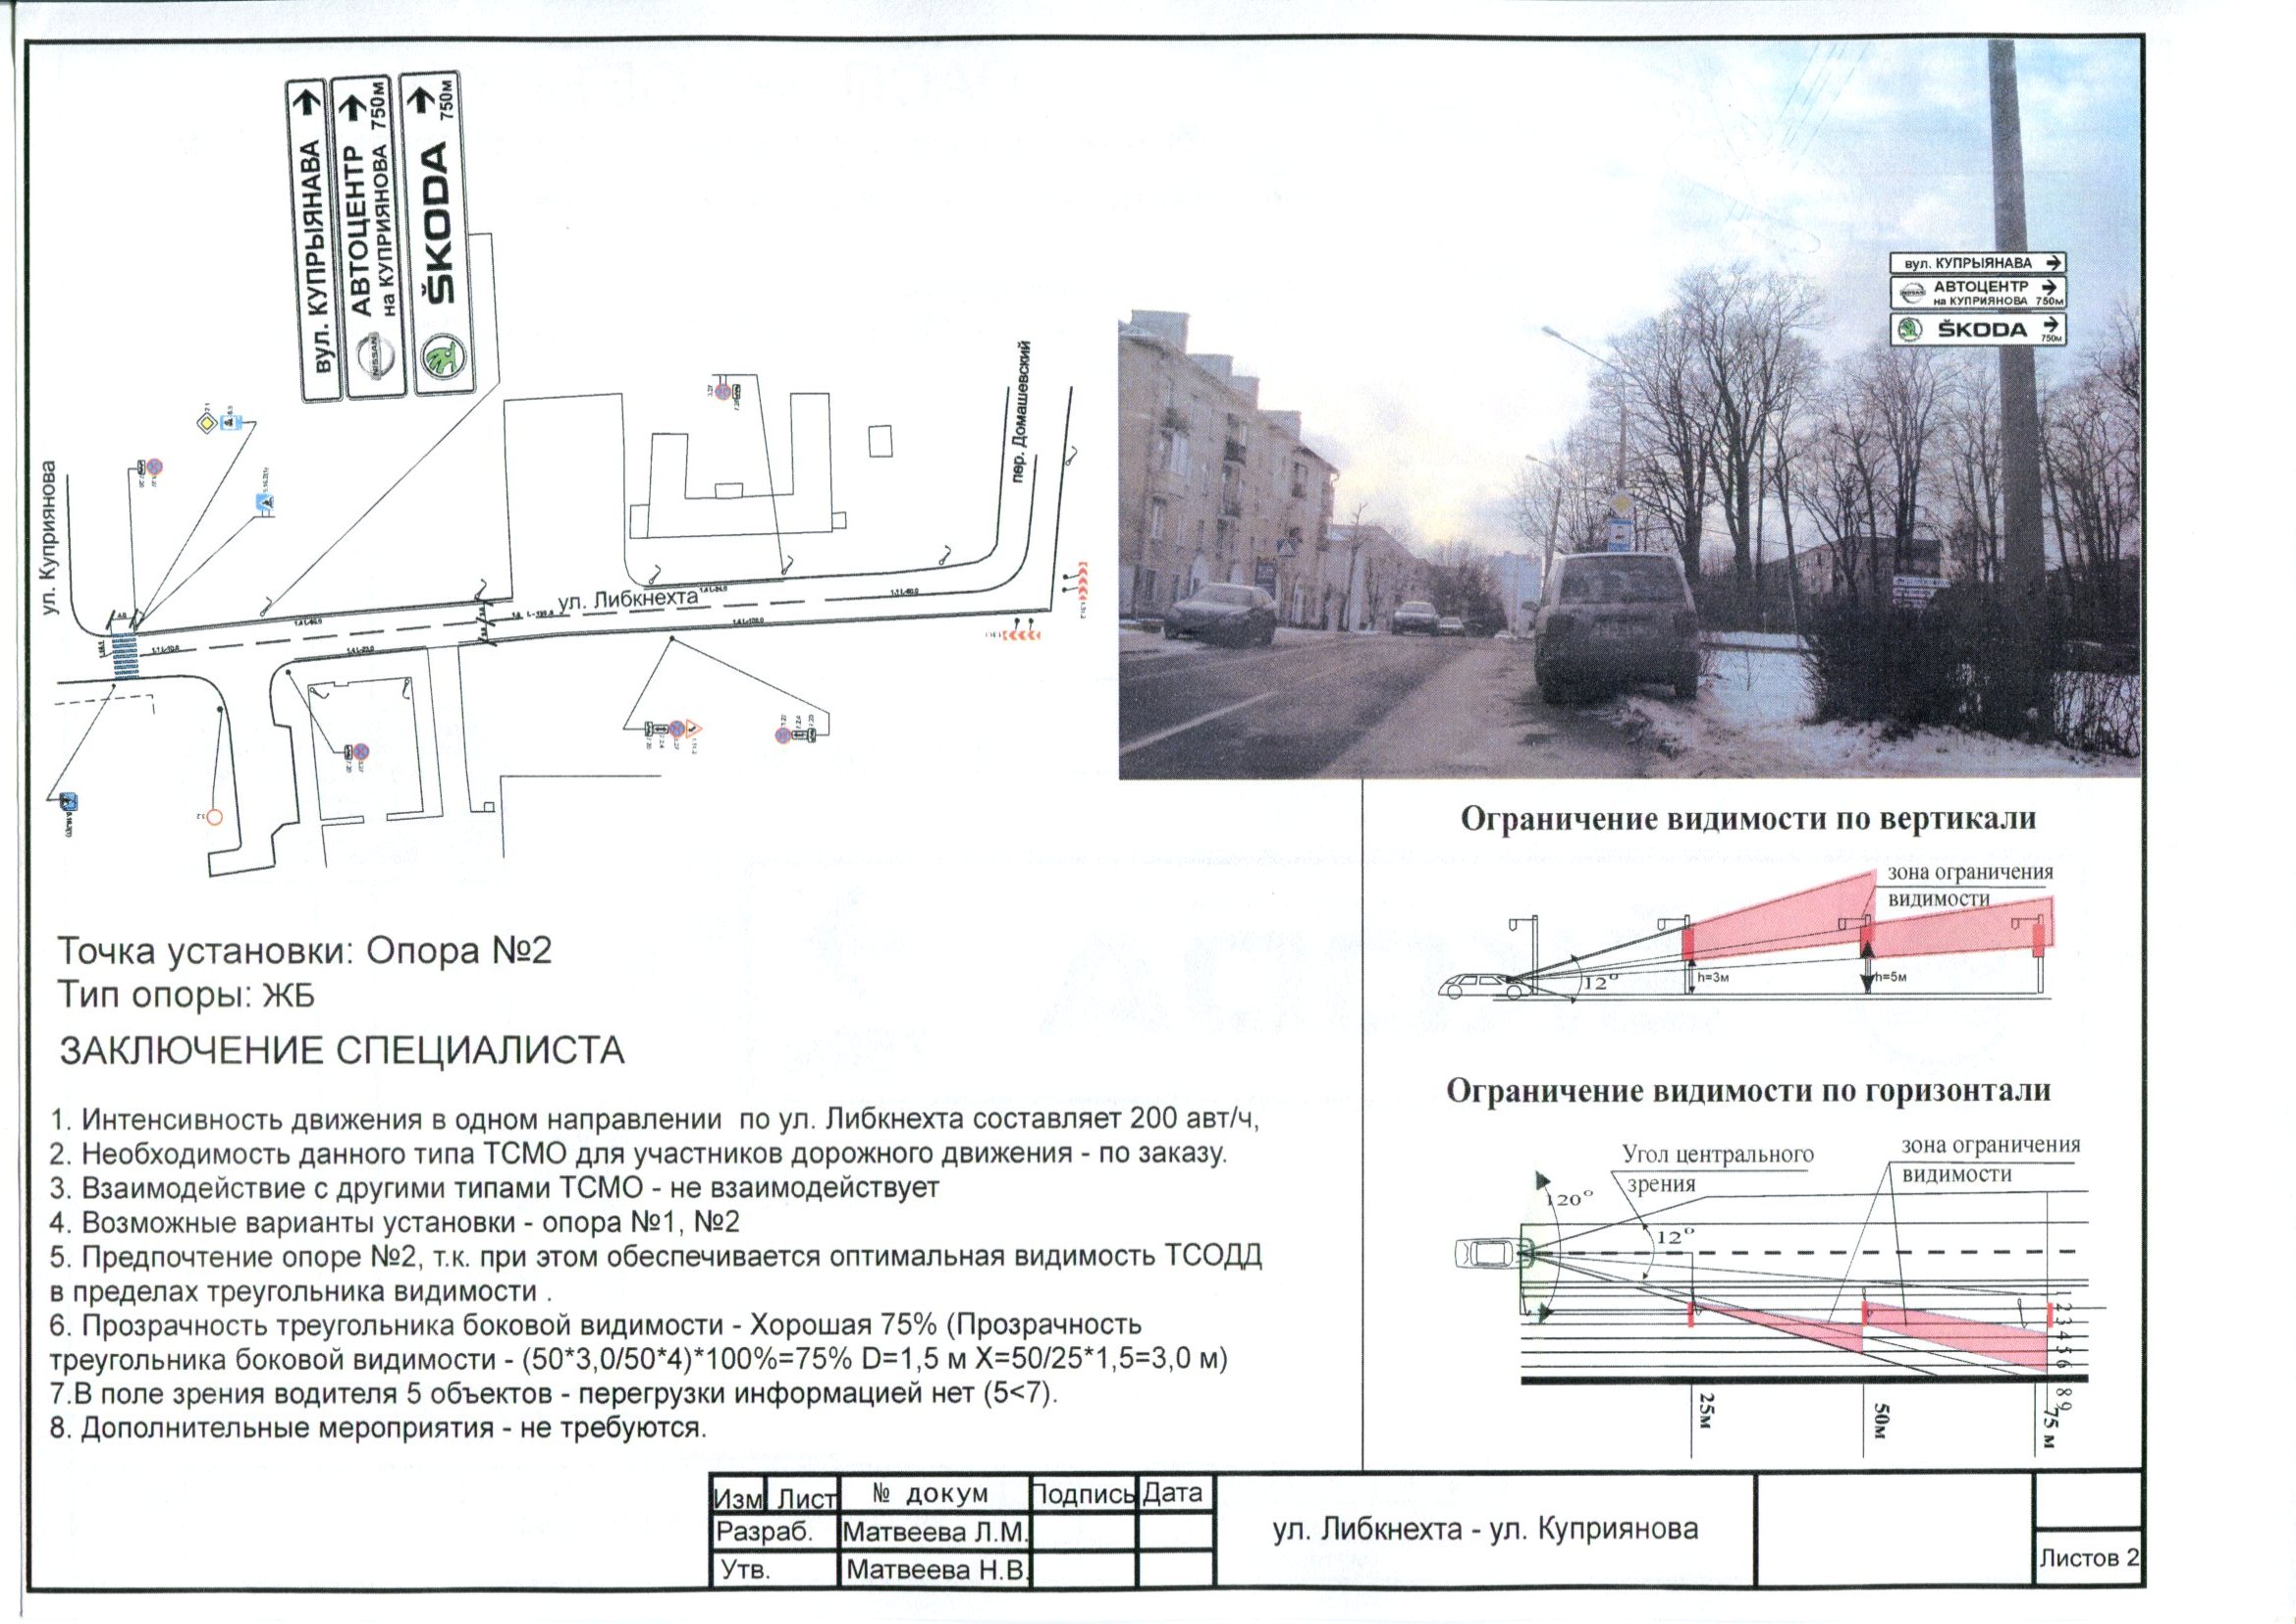 вул. КУПРЫЯНАВА
АВТОЦЕНТР
на КУПРИЯНОВА 750м
NISSAN
ŠKODA
750м
ул. Куприянова
ул. Либкнехта
пер. Домашевский
вул. КУПРЫЯНАВА
NISSAN
АВТОЦЕНТР
на КУПРИЯНОВА 750м
ŠKODA
750м
Точка установки: Опора №2
Тип опоры: ЖБ
ЗАКЛЮЧЕНИЕ СПЕЦИАЛИСТА
1. Интенсивность движения в одном направлении по ул. Либкнехта составляет 200 авт/ч,
2. Необходимость данного типа ТСМО для участников дорожного движения - по заказу.
3. Взаимодействие с другими типами ТСМО - не взаимодействует
4. Возможные варианты установки - опора №1, №2
5. Предпочтение опоре №2, т.к. при этом обеспечивается оптимальная видимость ТСОДД
в пределах треугольника видимости .
6. Прозрачность треугольника боковой видимости - Хорошая 75% (Прозрачность
треугольника боковой видимости - (50*3,0/50*4)*100%=75% D=1,5 м X=50/25*1,5=3,0 м)
7.В поле зрения водителя 5 объектов - перегрузки информацией нет (5<7).
8. Дополнительные мероприятия - не требуются.
Ограничение видимости по вертикали
зона ограничения
видимости
12°
h=3м
h=5м
Ограничение видимости по горизонтали
Угол центрального
зрения
зона ограничения
видимости
120°
12°
1 2 3 4 5 6 8 9
25м
50м
75 м
Изм Лист № докум Подпись Дата
Разраб. Матвеева Л.М.
Утв. Матвеева Н.В.
ул. Либкнехта - ул. Куприянова
Листов 2